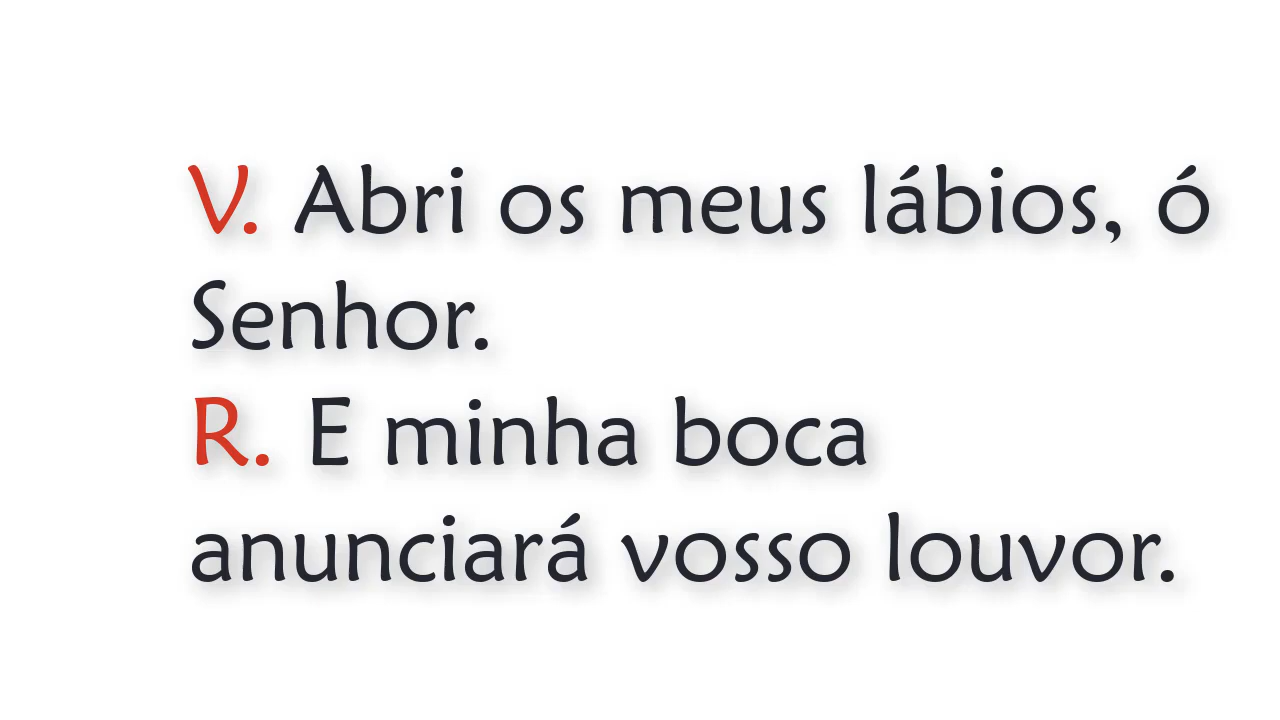 V. Abri os meus lábios, ó
Senhor.
R. E minha boca
anunciará vosso louvor.